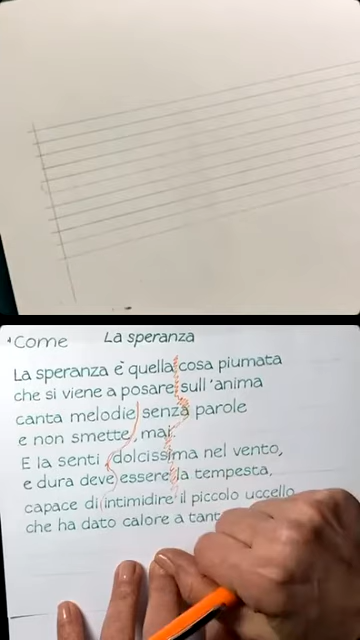 Come La speranza
La speranza è quella cosa piumata
che si viene a posare sull'anima
canta melodie senza parole
e non smette mai
E la senti dolcissima nel vento,
e dura deve essere la tempesta,
capace di intimidire il piccolo uccello
che ha dato calore a